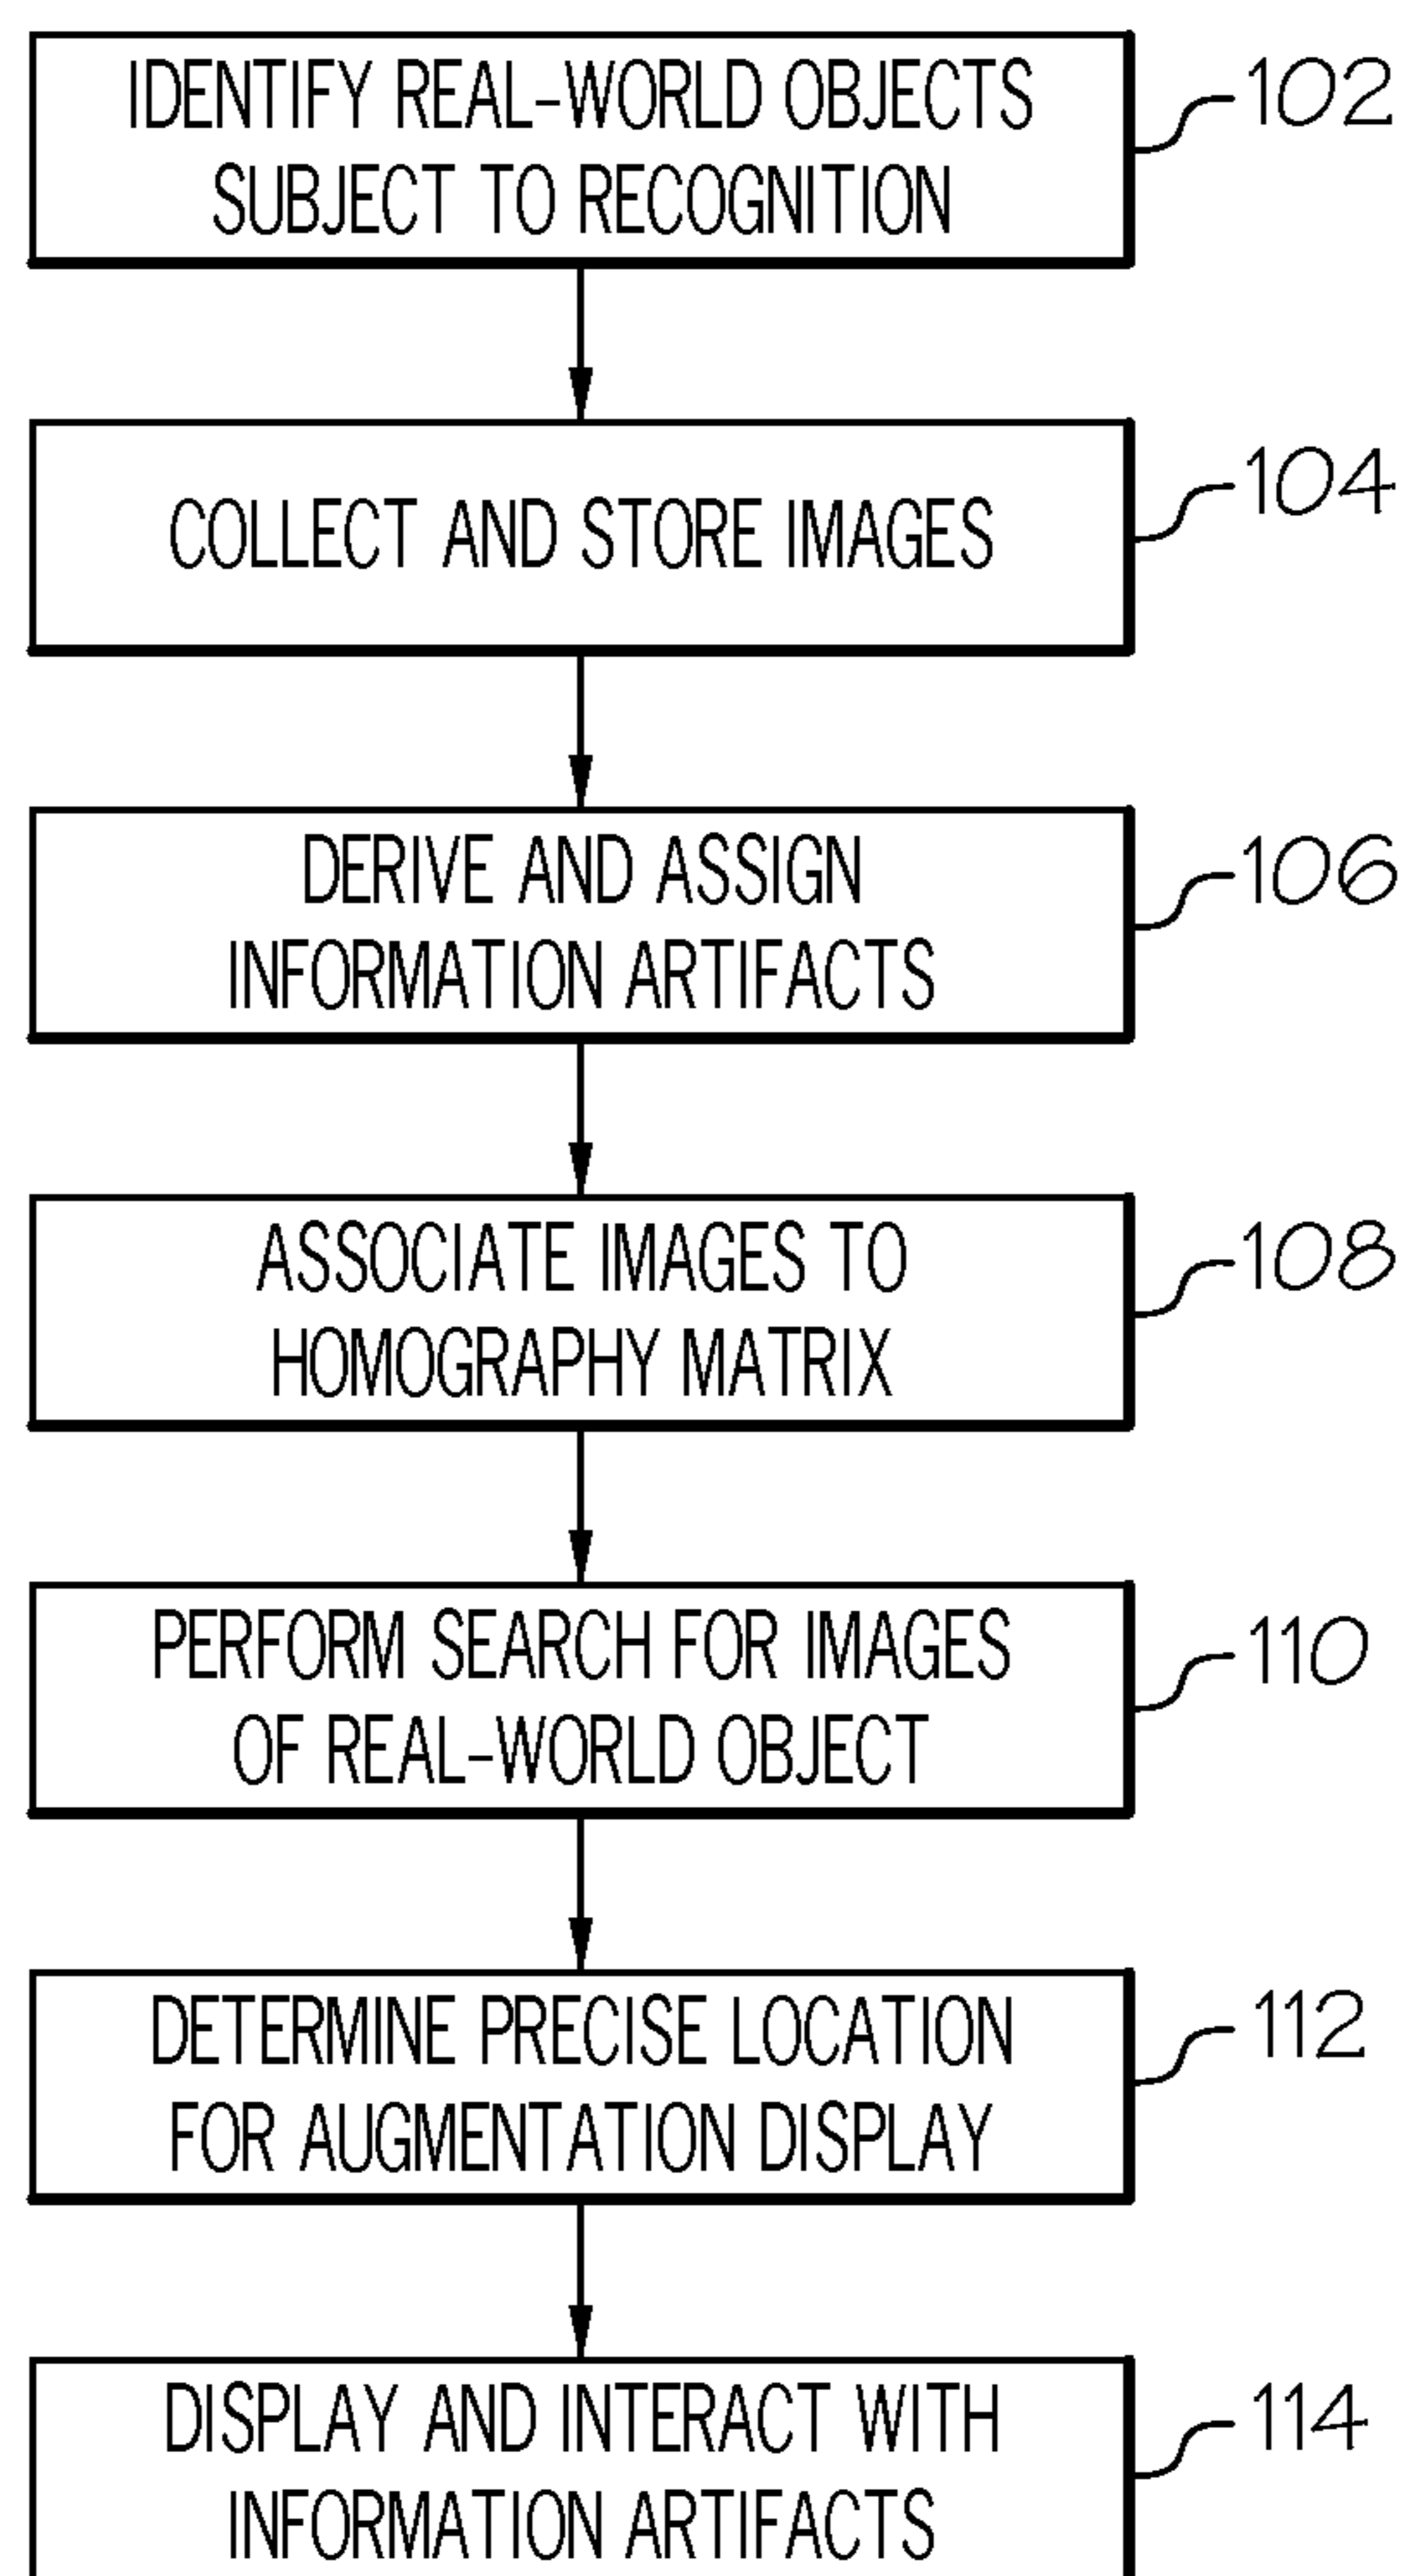 IDENTIFY REAL-WORLD OBJECTS
SUBJECT TO RECOGNITION
102
COLLECT AND STORE IMAGES
104
DERIVE AND ASSIGN
INFORMATION ARTIFACTS
106
ASSOCIATE IMAGES TO
HOMOGRAPHY MATRIX
108
PERFORM SEARCH FOR IMAGES
OF REAL-WORLD OBJECT
110
DETERMINE PRECISE LOCATION
FOR AUGMENTATION DISPLAY
112
DISPLAY AND INTERACT WITH
INFORMATION ARTIFACTS
114